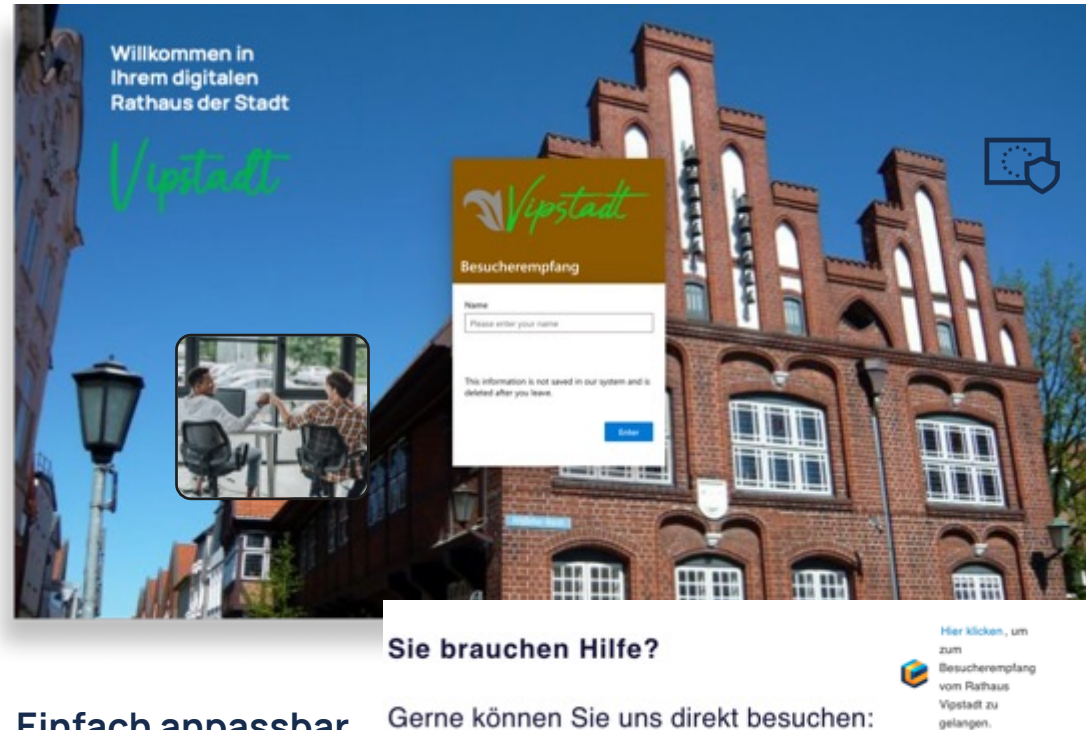 Willkommen in
Ihrem digitalen
Rathaus der Stadt
Vipstadt
Vipstadt
Besucherempfang
Name
Please enter your name
This information is not saved in our system and is
deleted after you leave.
Enter
Sie brauchen Hilfe?
Gerne können Sie uns direkt besuchen:
Hier klicken, um
zum
Besucherempfang
vom Rathaus
Vipstadt zu
gelangen.
Einfach anpassbar